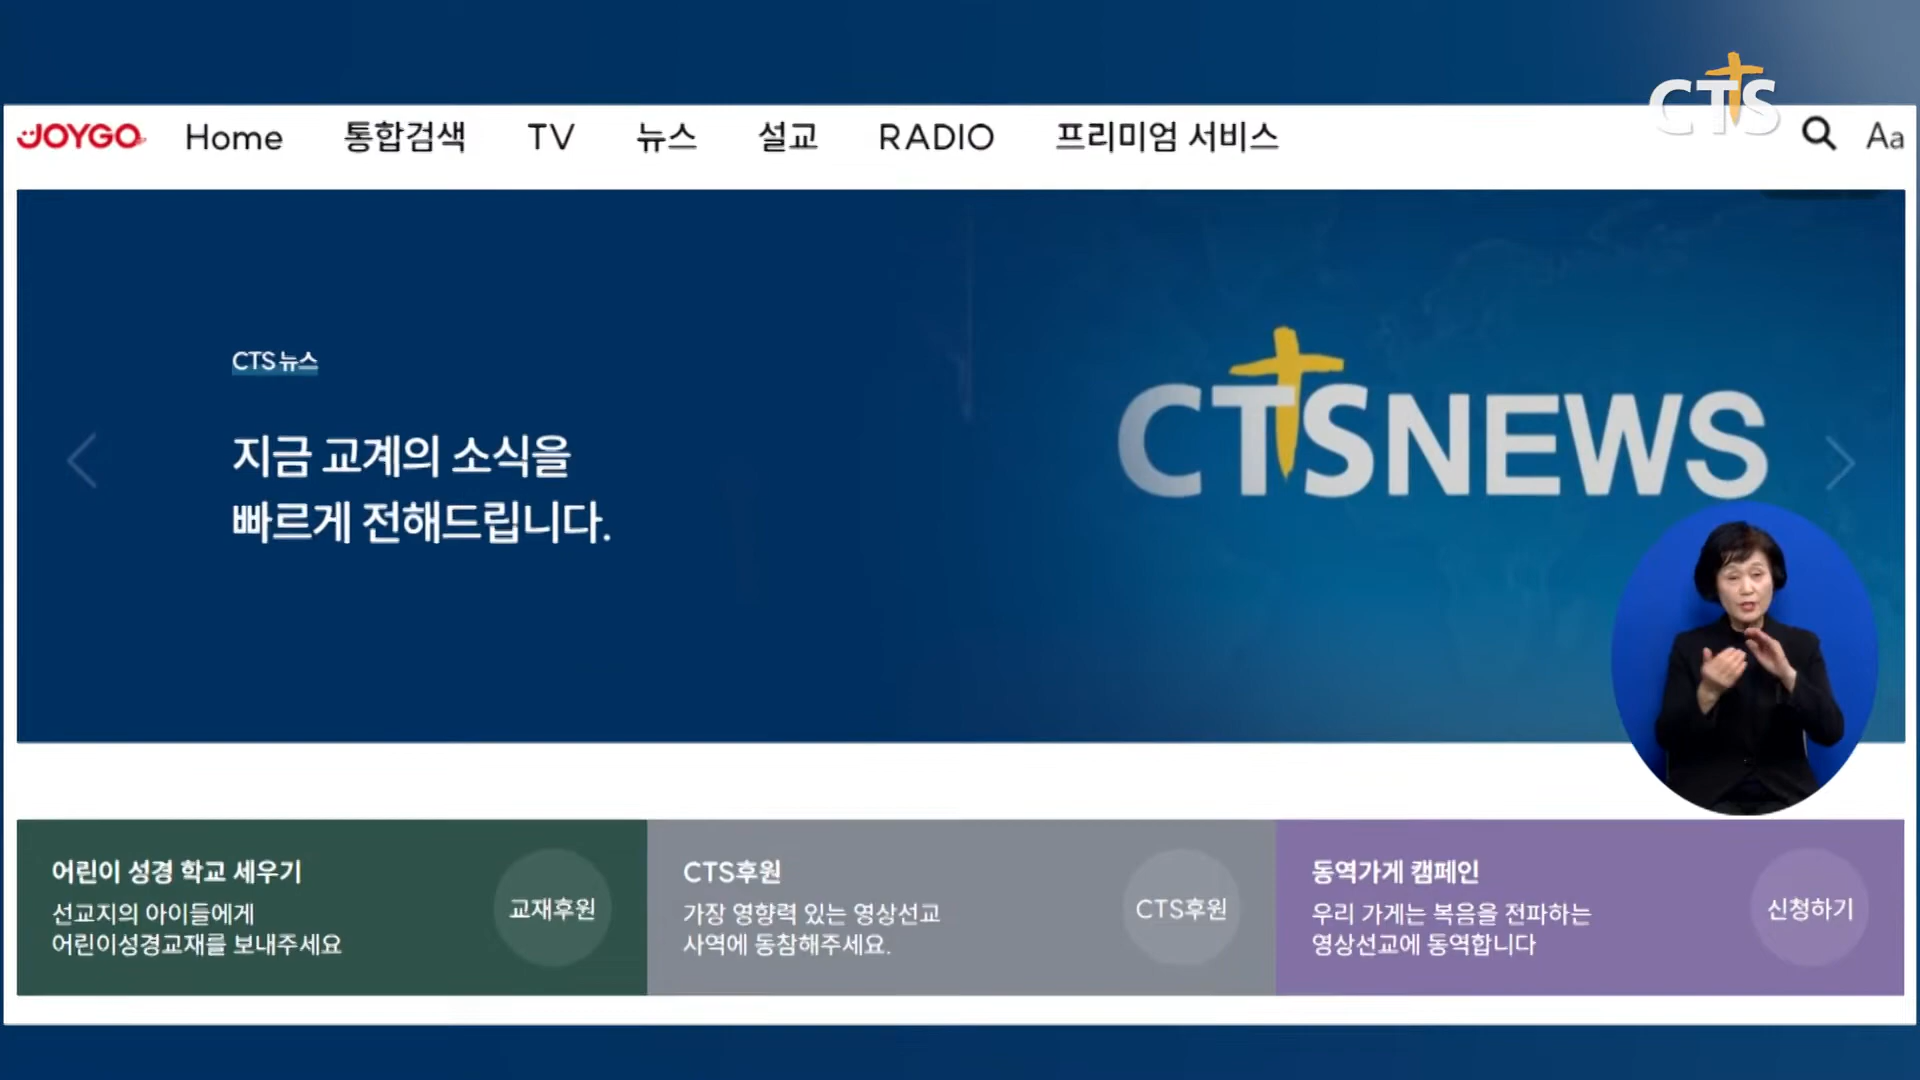 CTS
JOYGO Home 통합검색 TV 뉴스 설교 RADIO 프리미엄 서비스 Aa
CTS 뉴스
지금 교계의 소식을
빠르게 전해드립니다.
CTSNEWS
어린이 성경 학교 세우기
선교지의 아이들에게
어린이성경교재를 보내주세요
교재후원
CTS후원
가장 영향력 있는 영상선교
사역에 동참해주세요.
CTS후원
동역가게 캠페인
우리 가게는 복음을 전파하는
영상선교에 동역합니다
신청하기